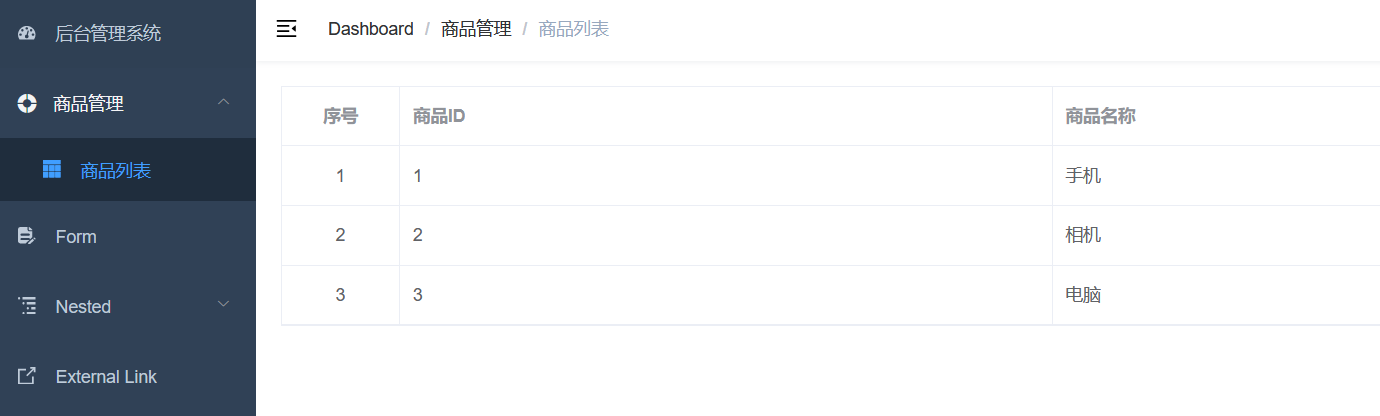 后台管理系统
商品管理
商品列表
Form
Nested
External Link
Dashboard / 商品管理 / 商品列表
序号 商品ID 商品名称
1 1 手机
2 2 相机
3 3 电脑